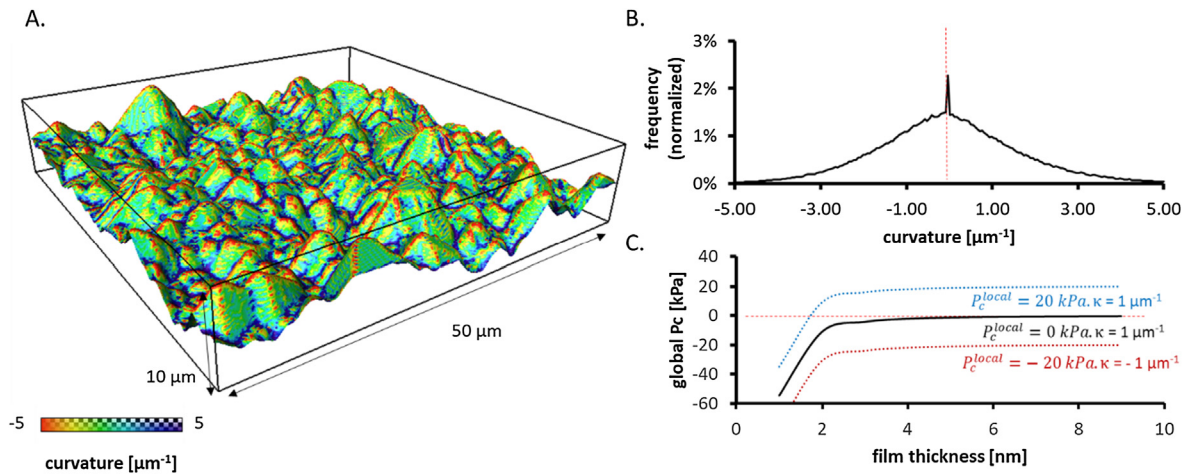 A.
50 μm
10 μm
-5
5
curvature [μm⁻¹]
B.
frequency
(normalized)
3%
2%
1%
0%
-5.00 -3.00 -1.00 1.00 3.00 5.00
curvature [μm⁻¹]
C.
global Pc [kPa]
40
20
0
-20
-40
-60
P_c^local = 20 kPa. κ = 1 μm⁻¹
P_c^local = 0 kPa. κ = 1 μm⁻¹
P_c^local = − 20 kPa. κ = - 1 μm⁻¹
0 2 4 6 8 10
film thickness [nm]